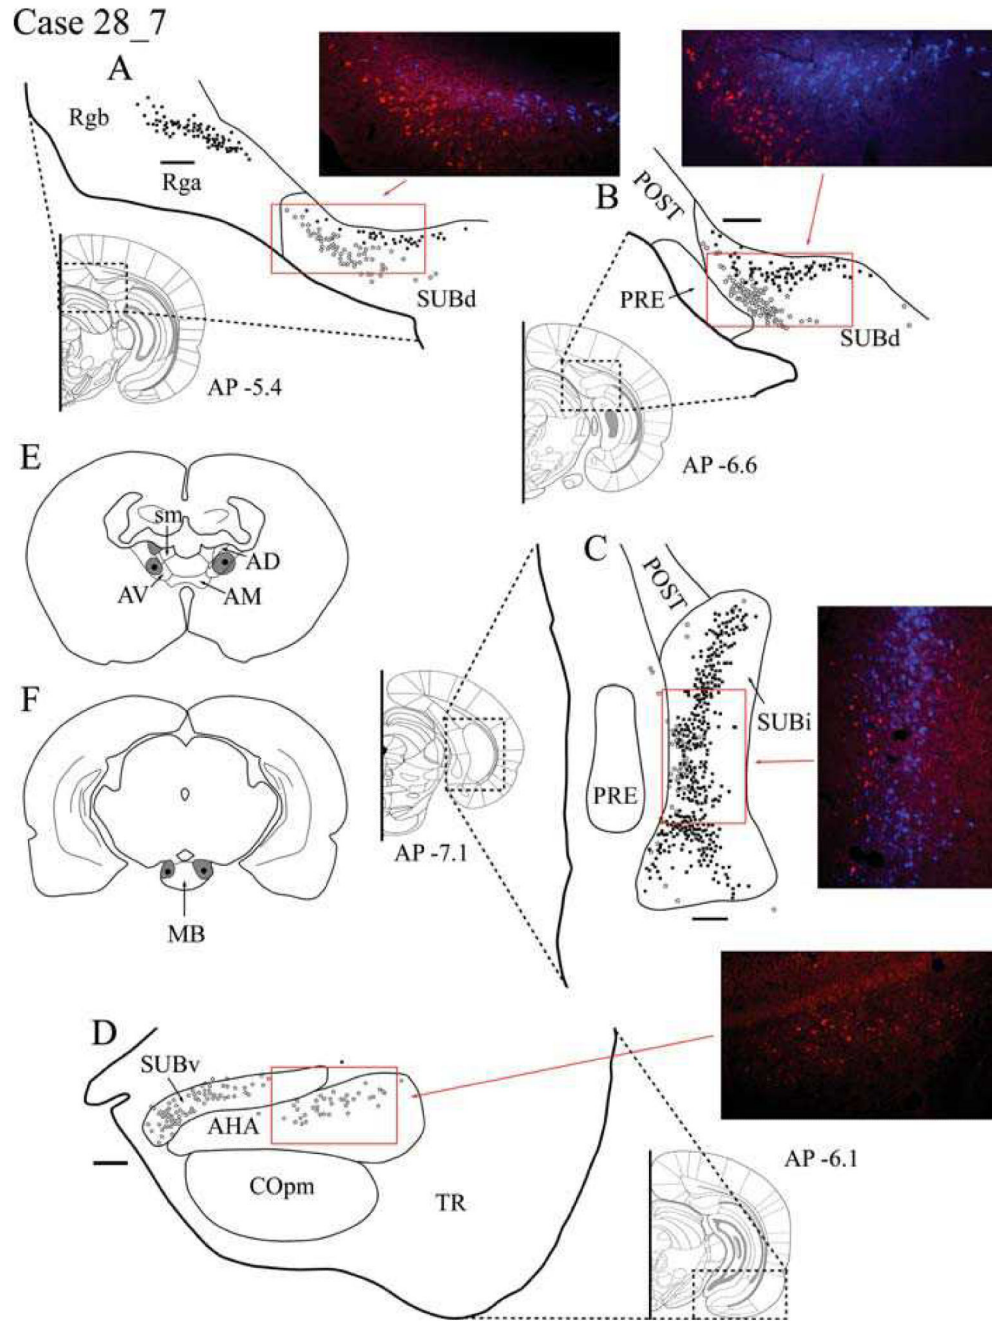 Case 28_7
A
Rgb
Rga
SUBd
AP -5.4
B
POST
PRE
SUBd
AP -6.6
E
sm
AD
AV
AM
F
MB
C
POST
SUBi
PRE
AP -7.1
D
SUBv
AHA
COpm
TR
AP -6.1